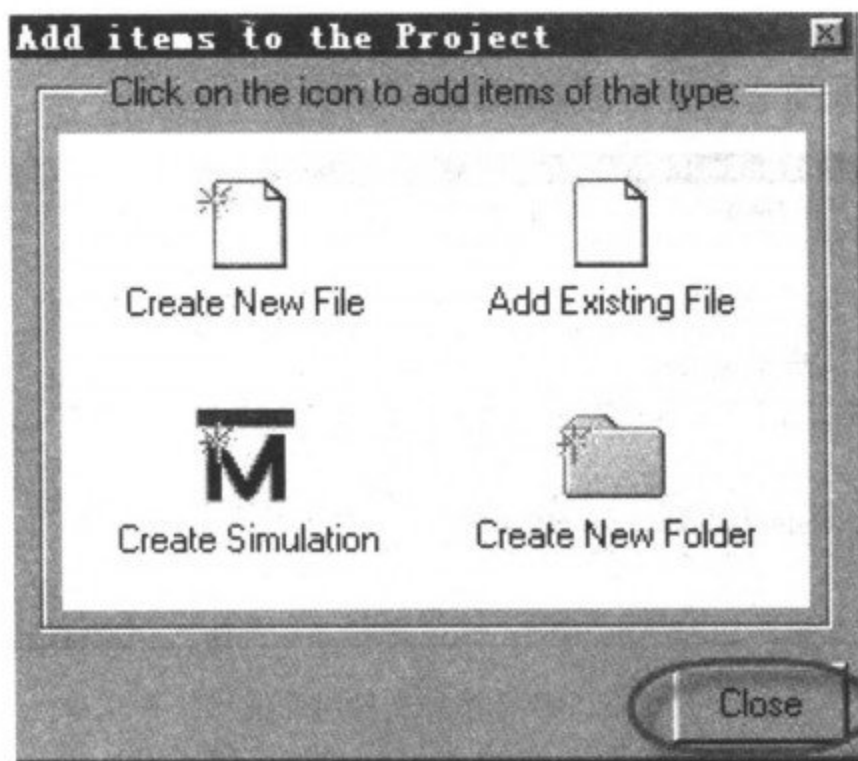 Add items to the Project
Click on the icon to add items of that type:
Create New File
Add Existing File
Create Simulation
Create New Folder
Close